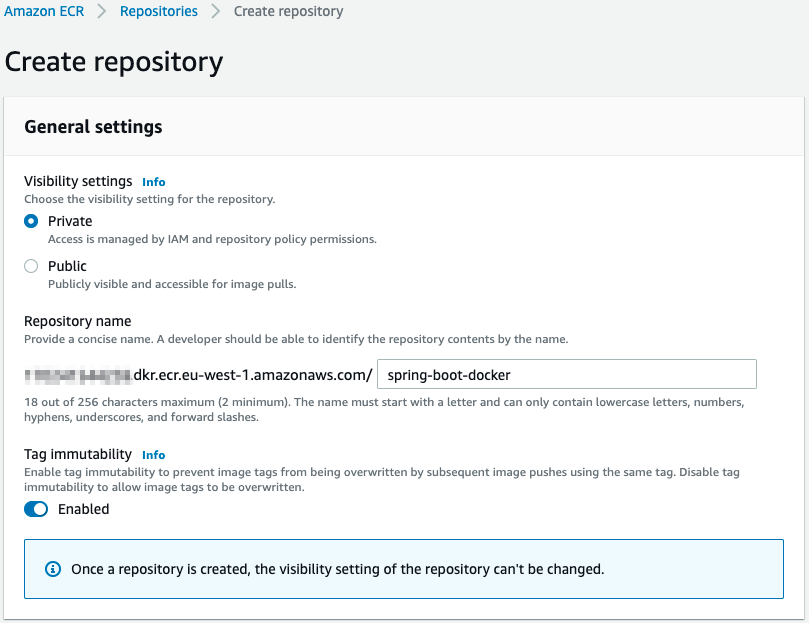 Amazon ECR > Repositories > Create repository
Create repository
General settings
Visibility settings Info
Choose the visibility setting for the repository.
Private
Access is managed by IAM and repository policy permissions.
Public
Publicly visible and accessible for image pulls.
Repository name
Provide a concise name. A developer should be able to identify the repository contents by the name.
.dkr.ecr.eu-west-1.amazonaws.com/ spring-boot-docker
18 out of 256 characters maximum (2 minimum). The name must start with a letter and can only contain lowercase letters, numbers,
hyphens, underscores, and forward slashes.
Tag immutability Info
Enable tag immutability to prevent image tags from being overwritten by subsequent image pushes using the same tag. Disable tag
immutability to allow image tags to be overwritten.
Enabled
Once a repository is created, the visibility setting of the repository can't be changed.